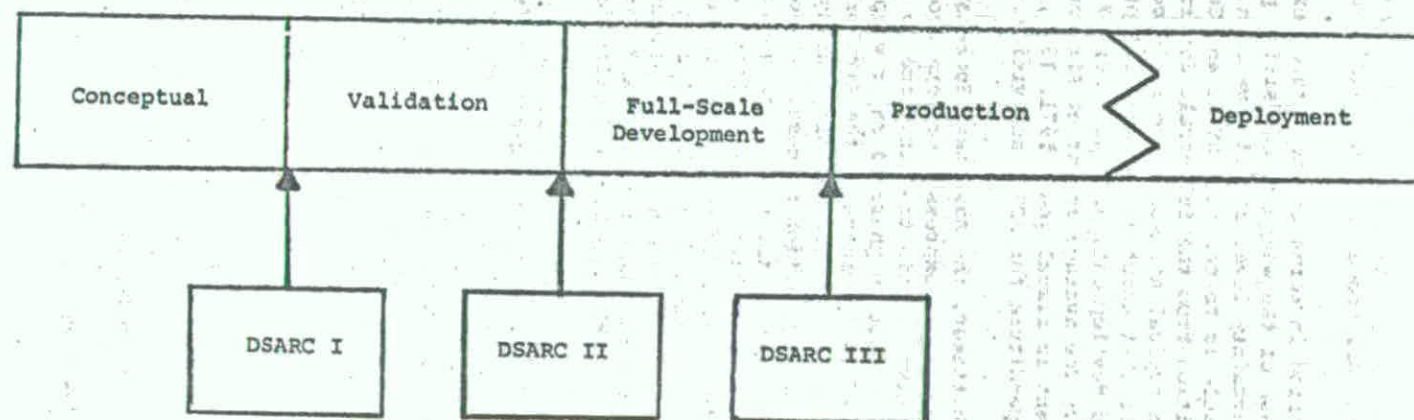 Conceptual
Validation
Full-Scale
Development
Production
Deployment
DSARC I
DSARC II
DSARC III